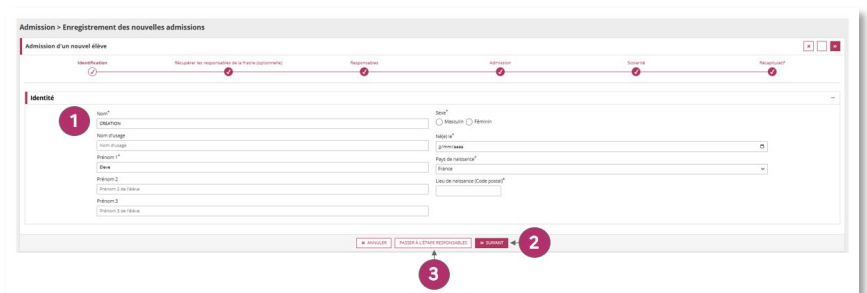 Admission > Enregistrement des nouvelles admissions
Admission d'un nouvel élève
Identification Récupérer les responsables de la fratrie (optionnelle) Responsables Admission Scolarité Récapitulatif
Identité
1
Nom*
CREATION
Nom d'usage
Nom d'usage
Prénom 1*
Eleve
Prénom 2
Prénom 2 de l'élève
Prénom 3
Prénom 3 de l'élève
Sexe*
Masculin Féminin
Né(e) le*
jj/mm/aaaa
Pays de naissance*
France
Lieu de naissance (Code postal)*
ANNULER PASSER À L'ÉTAPE RESPONSABLES SUIVANT 2
3